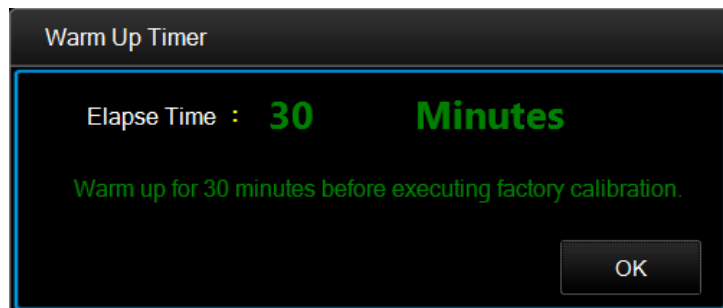 Warm Up Timer
Elapse Time : 30 Minutes
Warm up for 30 minutes before executing factory calibration.
OK